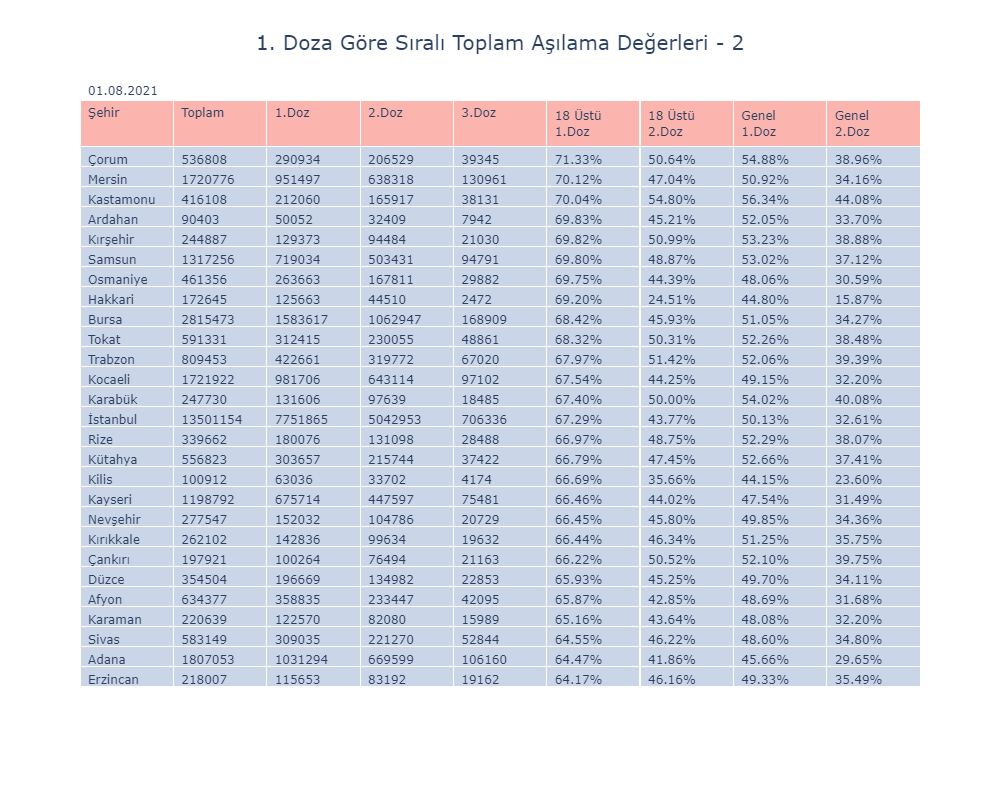 1. Doza Göre Sıralı Toplam Aşılama Değerleri - 2
01.08.2021
Şehir Toplam 1.Doz 2.Doz 3.Doz 18 Üstü 1.Doz 18 Üstü 2.Doz Genel 1.Doz Genel 2.Doz
Çorum 536808 290934 206529 39345 71.33% 50.64% 54.88% 38.96%
Mersin 1720776 951497 638318 130961 70.12% 47.04% 50.92% 34.16%
Kastamonu 416108 212060 165917 38131 70.04% 54.80% 56.34% 44.08%
Ardahan 90403 50052 32409 7942 69.83% 45.21% 52.05% 33.70%
Kırşehir 244887 129373 94484 21030 69.82% 50.99% 53.23% 38.88%
Samsun 1317256 719034 503431 94791 69.80% 48.87% 53.02% 37.12%
Osmaniye 461356 263663 167811 29882 69.75% 44.39% 48.06% 30.59%
Hakkari 172645 125663 44510 2472 69.20% 24.51% 44.80% 15.87%
Bursa 2815473 1583617 1062947 168909 68.42% 45.93% 51.05% 34.27%
Tokat 591331 312415 230055 48861 68.32% 50.31% 52.26% 38.48%
Trabzon 809453 422661 319772 67020 67.97% 51.42% 52.06% 39.39%
Kocaeli 1721922 981706 643114 97102 67.54% 44.25% 49.15% 32.20%
Karabük 247730 131606 97639 18485 67.40% 50.00% 54.02% 40.08%
İstanbul 13501154 7751865 5042953 706336 67.29% 43.77% 50.13% 32.61%
Rize 339662 180076 131098 28488 66.97% 48.75% 52.29% 38.07%
Kütahya 556823 303657 215744 37422 66.79% 47.45% 52.66% 37.41%
Kilis 100912 63036 33702 4174 66.69% 35.66% 44.15% 23.60%
Kayseri 1198792 675714 447597 75481 66.46% 44.02% 47.54% 31.49%
Nevşehir 277547 152032 104786 20729 66.45% 45.80% 49.85% 34.36%
Kırıkkale 262102 142836 99634 19632 66.44% 46.34% 51.25% 35.75%
Çankırı 197921 100264 76494 21163 66.22% 50.52% 52.10% 39.75%
Düzce 354504 196669 134982 22853 65.93% 45.25% 49.70% 34.11%
Afyon 634377 358835 233447 42095 65.87% 42.85% 48.69% 31.68%
Karaman 220639 122570 82080 15989 65.16% 43.64% 48.08% 32.20%
Sivas 583149 309035 221270 52844 64.55% 46.22% 48.60% 34.80%
Adana 1807053 1031294 669599 106160 64.47% 41.86% 45.66% 29.65%
Erzincan 218007 115653 83192 19162 64.17% 46.16% 49.33% 35.49%